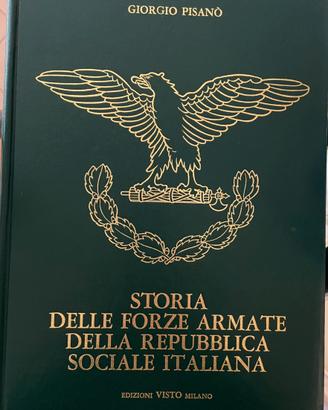 GIORGIO PISANÒ
STORIA
DELLE FORZE ARMATE
DELLA REPUBBLICA
SOCIALE ITALIANA
EDIZIONI VISTO MILANO